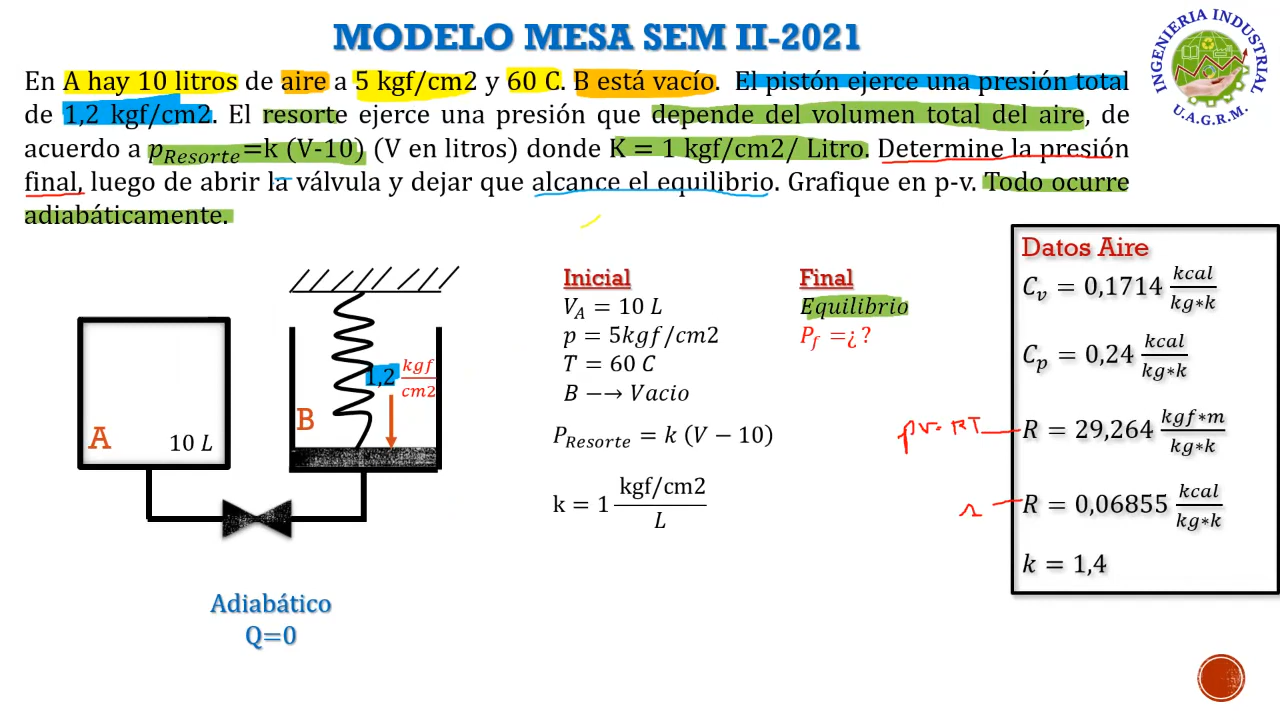 MODELO MESA SEM II-2021
En A hay 10 litros de aire a 5 kgf/cm2 y 60 C. B está vacío. El pistón ejerce una presión total
de 1,2 kgf/cm2. El resorte ejerce una presión que depende del volumen total del aire, de
acuerdo a p_Resorte=k (V-10) (V en litros) donde K = 1 kgf/cm2/ Litro. Determine la presión
final, luego de abrir la válvula y dejar que alcance el equilibrio. Grafique en p-v. Todo ocurre
adiabáticamente.
INGENIERIA INDUSTRIAL
U.A.G.R.M.
A
10 L
B
1,2 kgf/cm2
Adiabático
Q=0
Inicial
V_A = 10 L
p = 5kgf/cm2
T = 60 C
B −→ Vacio
P_Resorte = k (V − 10)
k = 1 kgf/cm2/L
Final
Equilibrio
P_f =¿ ?
Datos Aire
C_v = 0,1714 kcal/kg∗k
C_p = 0,24 kcal/kg∗k
pv=RT
R = 29,264 kgf∗m/kg∗k
R = 0,06855 kcal/kg∗k
k = 1,4